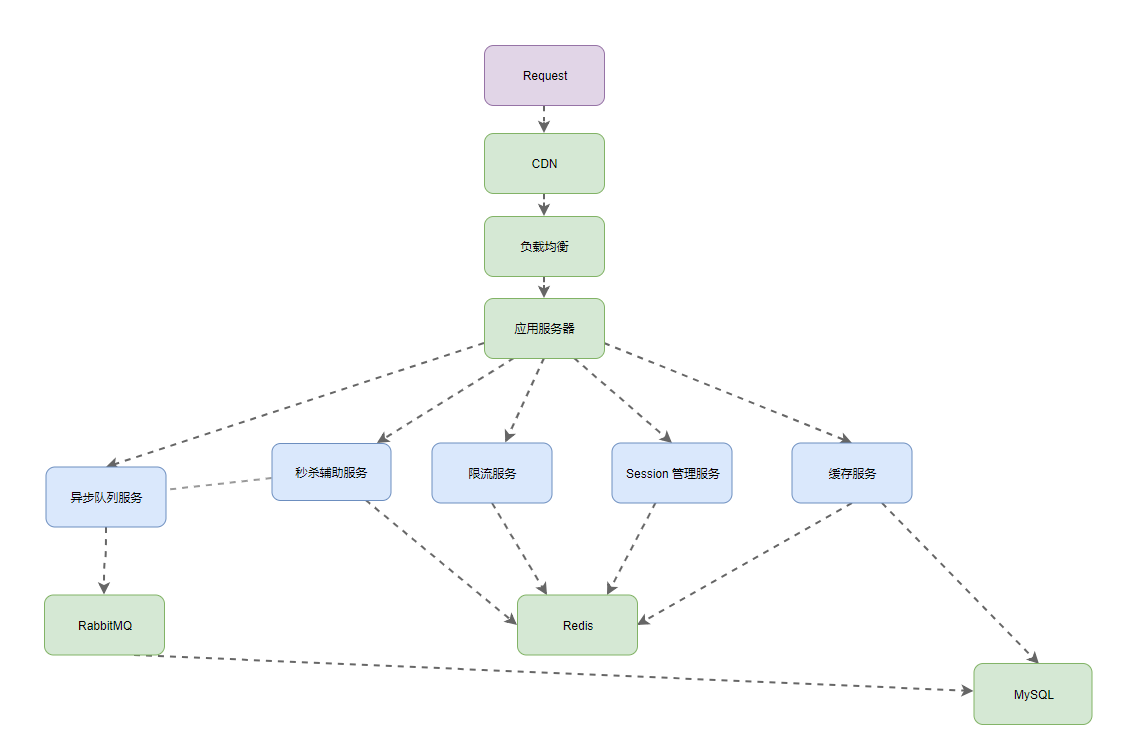 Request
CDN
负载均衡
应用服务器
异步队列服务
秒杀辅助服务
限流服务
Session 管理服务
缓存服务
RabbitMQ
Redis
MySQL